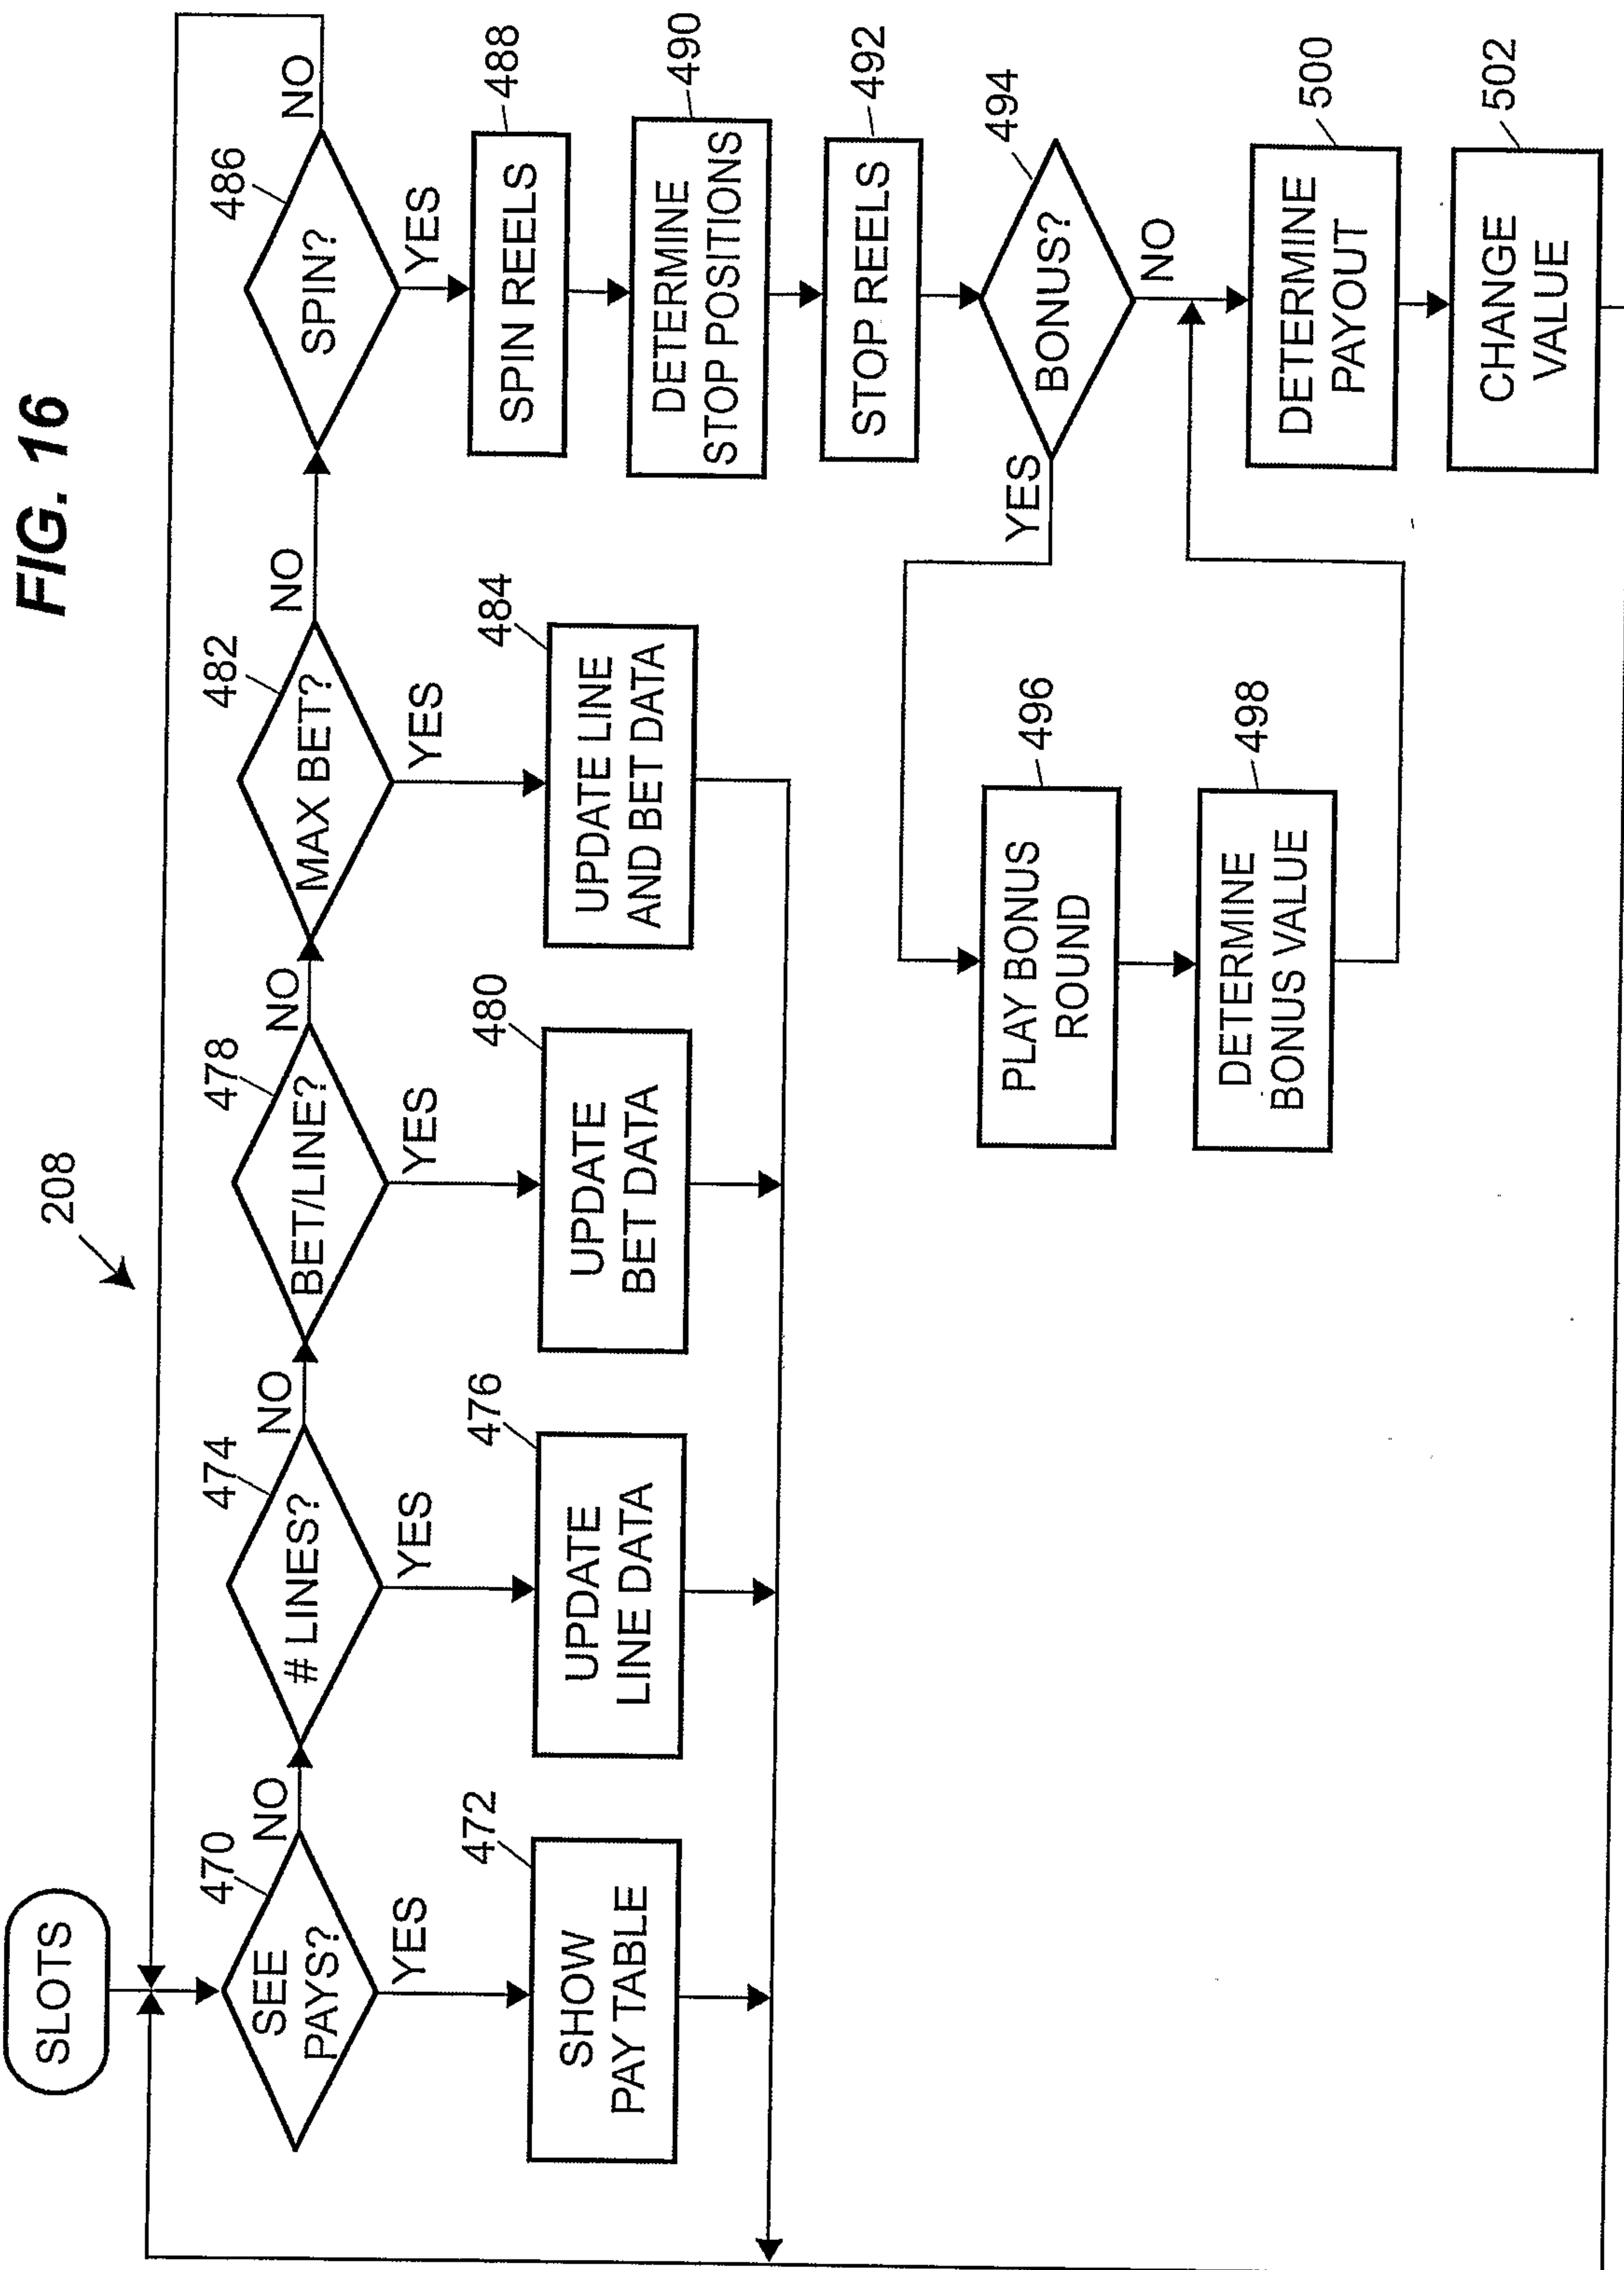 FIG. 16
208
SLOTS
470
SEE
PAYS?
NO
YES
472
SHOW
PAY TABLE
474
# LINES?
NO
YES
476
UPDATE
LINE DATA
478
BET/LINE?
NO
YES
480
UPDATE
BET DATA
482
MAX BET?
NO
YES
484
UPDATE LINE
AND BET DATA
486
SPIN?
NO
YES
488
SPIN REELS
490
DETERMINE
STOP POSITIONS
492
STOP REELS
494
BONUS?
YES
NO
496
PLAY BONUS
ROUND
498
DETERMINE
BONUS VALUE
500
DETERMINE
PAYOUT
502
CHANGE
VALUE